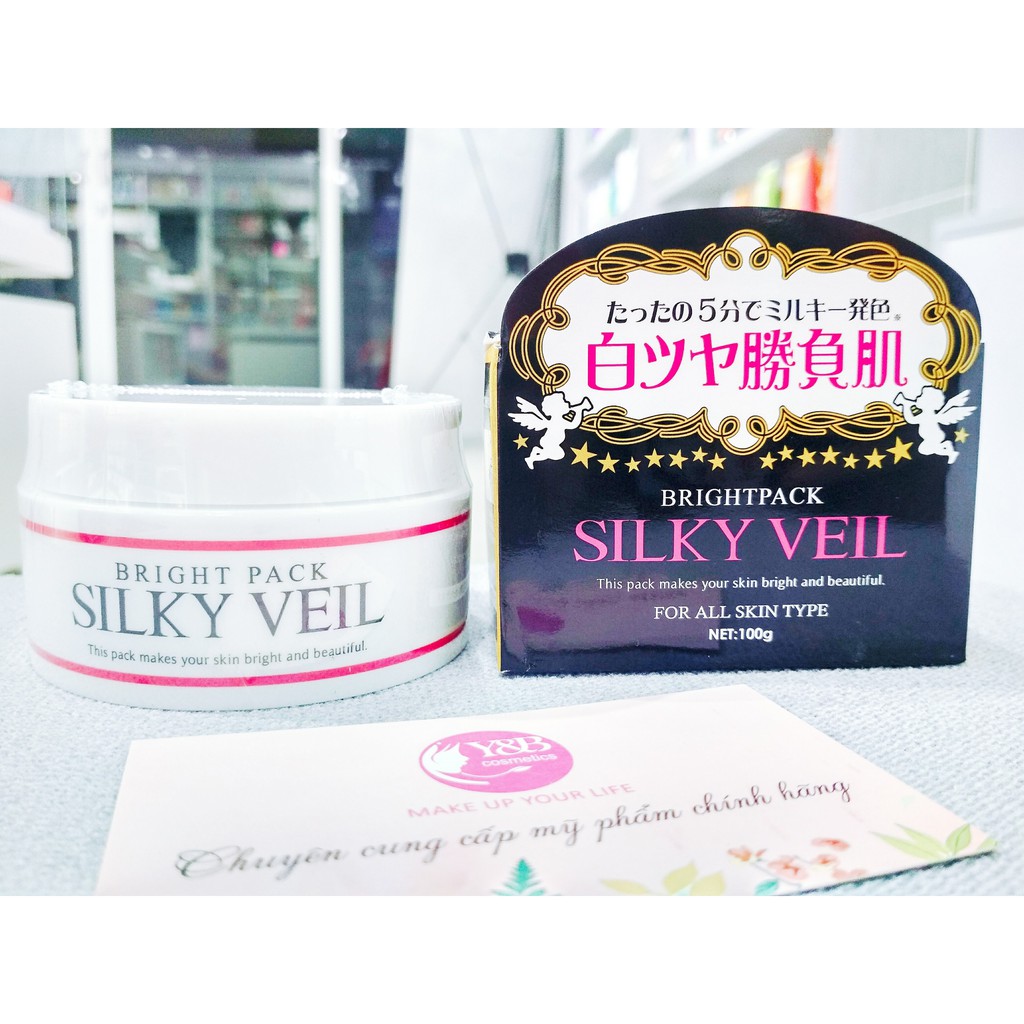 たったの5分でミルキー発色※
白ツヤ勝負肌
BRIGHTPACK
SILKY VEIL
This pack makes your skin bright and beautiful.
FOR ALL SKIN TYPE
NET:100g
BRIGHT PACK
SILKY VEIL
This pack makes your skin bright and beautiful.
Y&B
cosmetics
MAKE UP YOUR LIFE
Chuyên cung cấp mỹ phẩm chính hãng